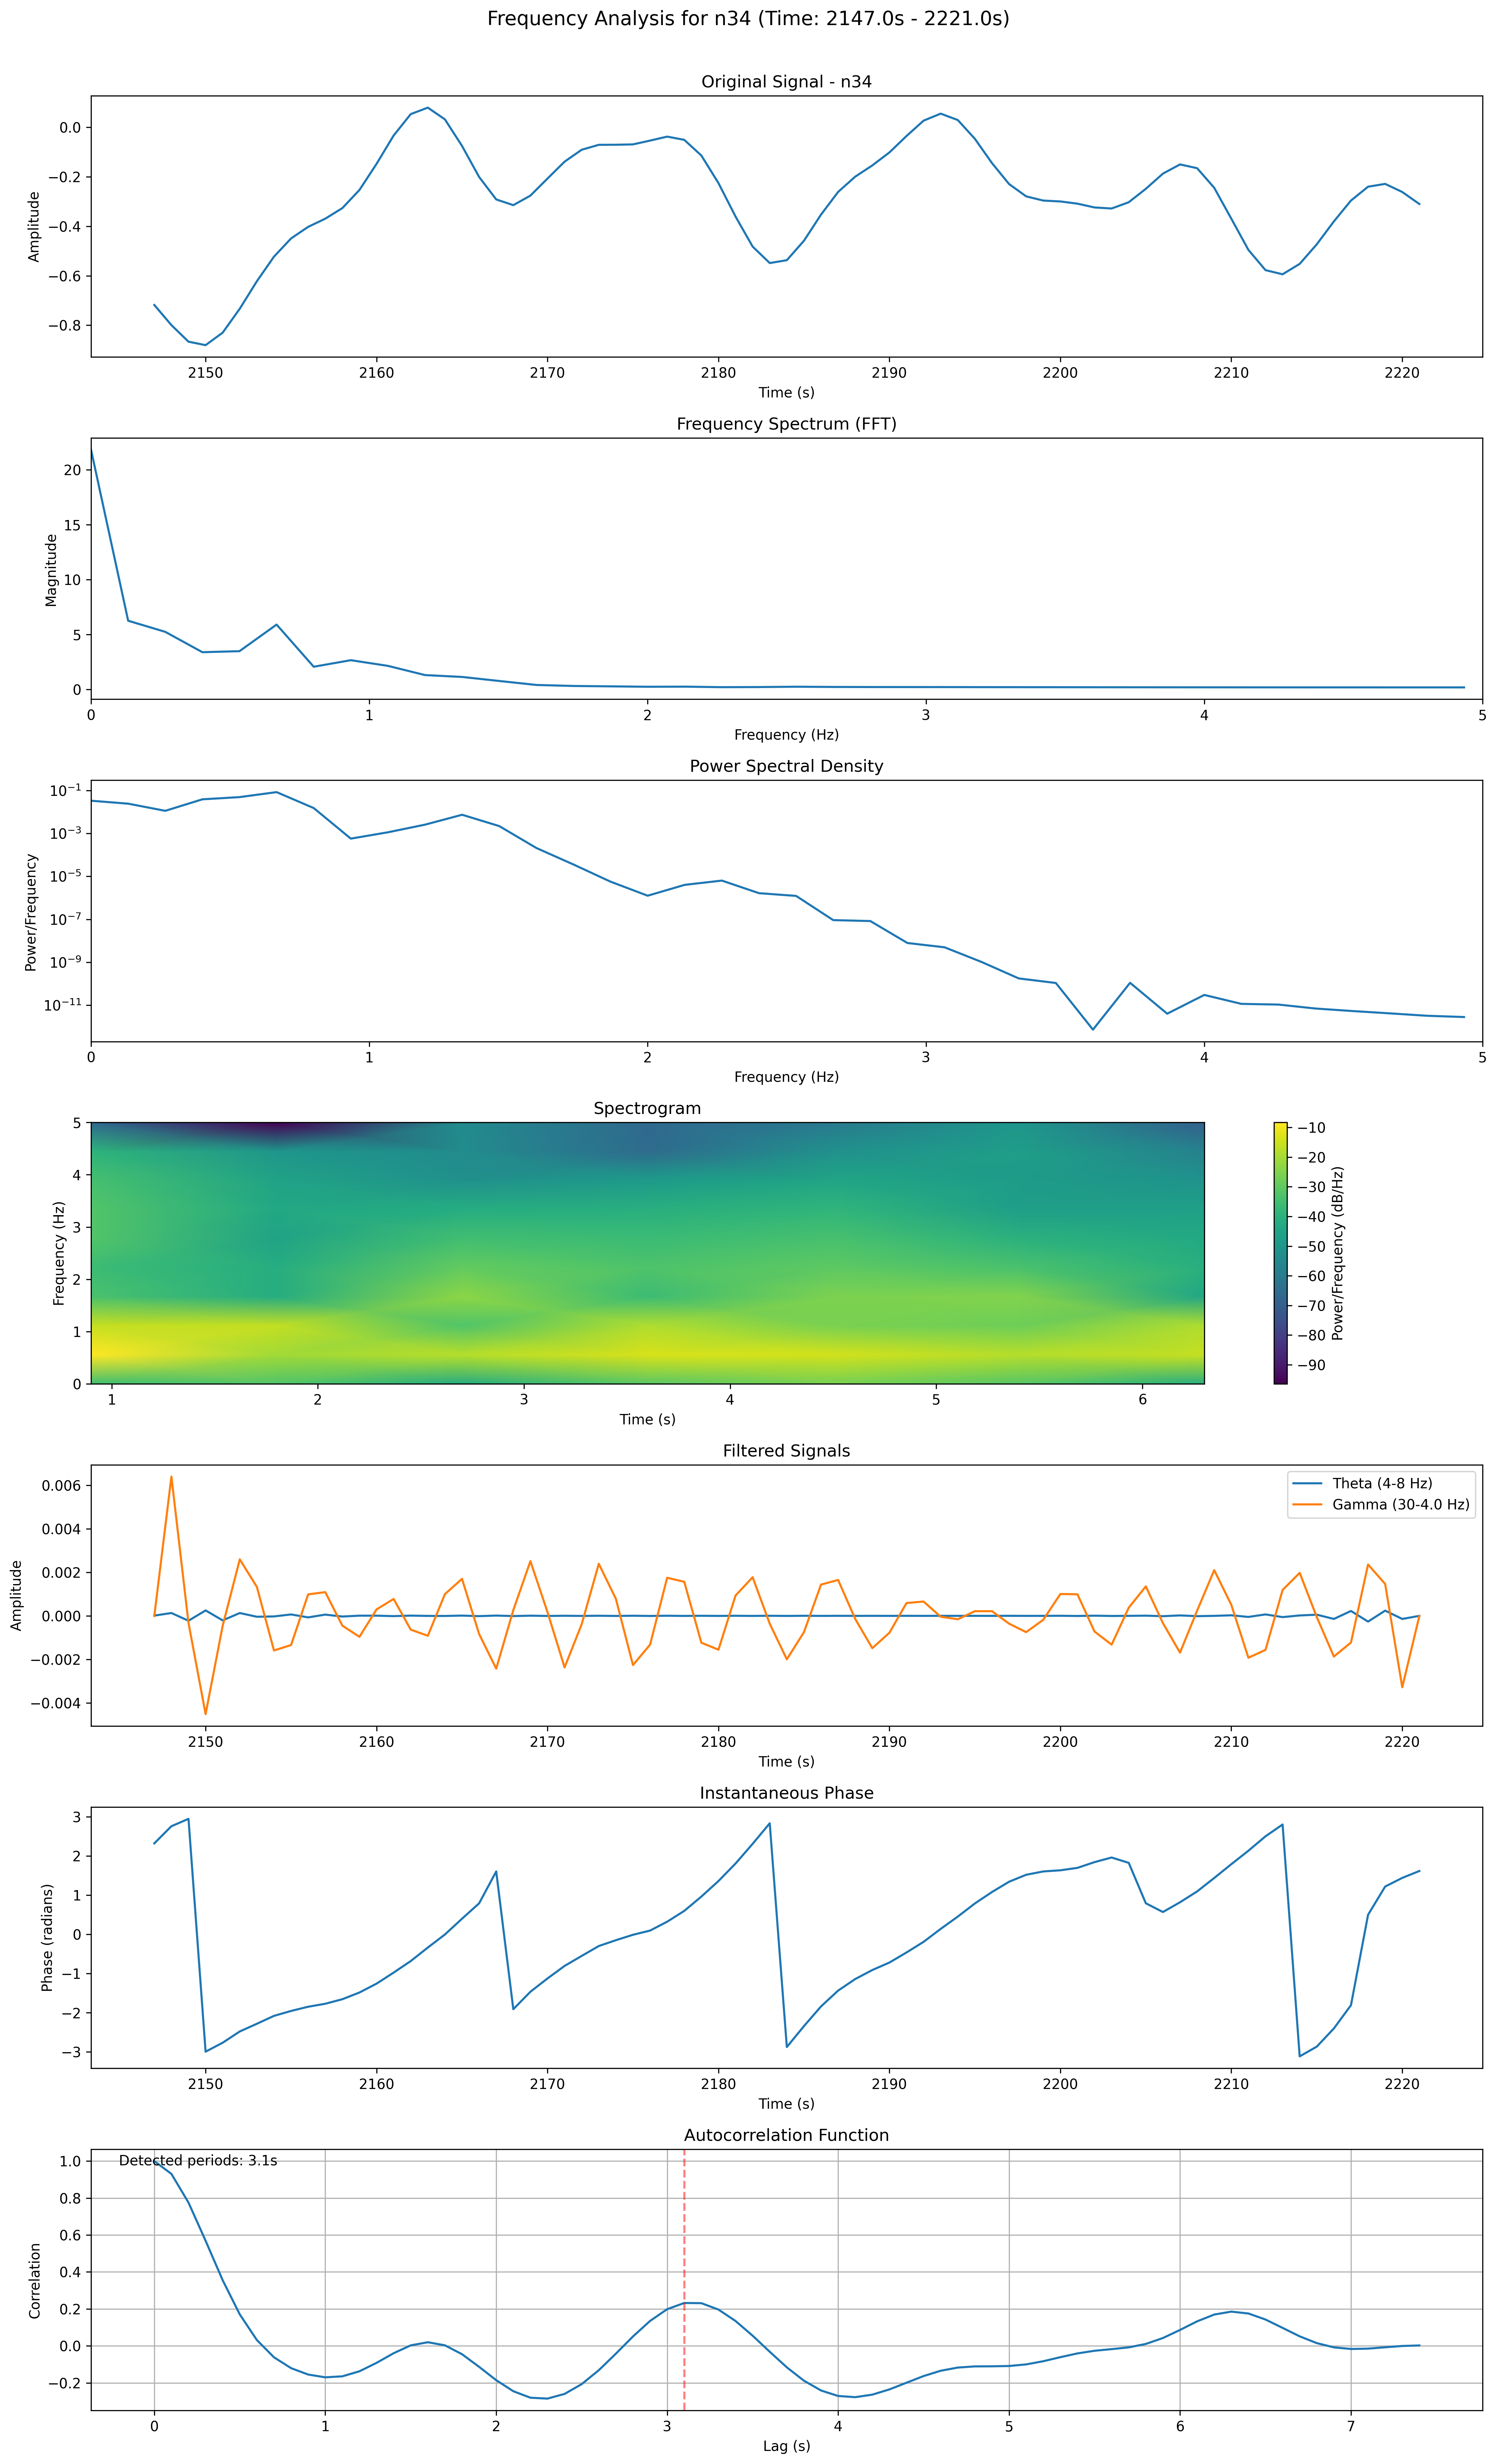 Frequency Analysis for n34 (Time: 2147.0s - 2221.0s)
Original Signal - n34
0.0
−0.2
−0.4
−0.6
−0.8
Amplitude
2150 2160 2170 2180 2190 2200 2210 2220
Time (s)
Frequency Spectrum (FFT)
20
15
10
5
0
Magnitude
0 1 2 3 4 5
Frequency (Hz)
Power Spectral Density
10⁻¹
10⁻³
10⁻⁵
10⁻⁷
10⁻⁹
10⁻¹¹
Power/Frequency
0 1 2 3 4 5
Frequency (Hz)
Spectrogram
5
4
3
2
1
0
Frequency (Hz)
1 2 3 4 5 6
Time (s)
−10
−20
−30
−40
−50
−60
−70
−80
−90
Power/Frequency (dB/Hz)
Filtered Signals
Theta (4-8 Hz)
Gamma (30-4.0 Hz)
0.006
0.004
0.002
0.000
−0.002
−0.004
Amplitude
2150 2160 2170 2180 2190 2200 2210 2220
Time (s)
Instantaneous Phase
3
2
1
0
−1
−2
−3
Phase (radians)
2150 2160 2170 2180 2190 2200 2210 2220
Time (s)
Autocorrelation Function
Detected periods: 3.1s
1.0
0.8
0.6
0.4
0.2
0.0
−0.2
Correlation
0 1 2 3 4 5 6 7
Lag (s)